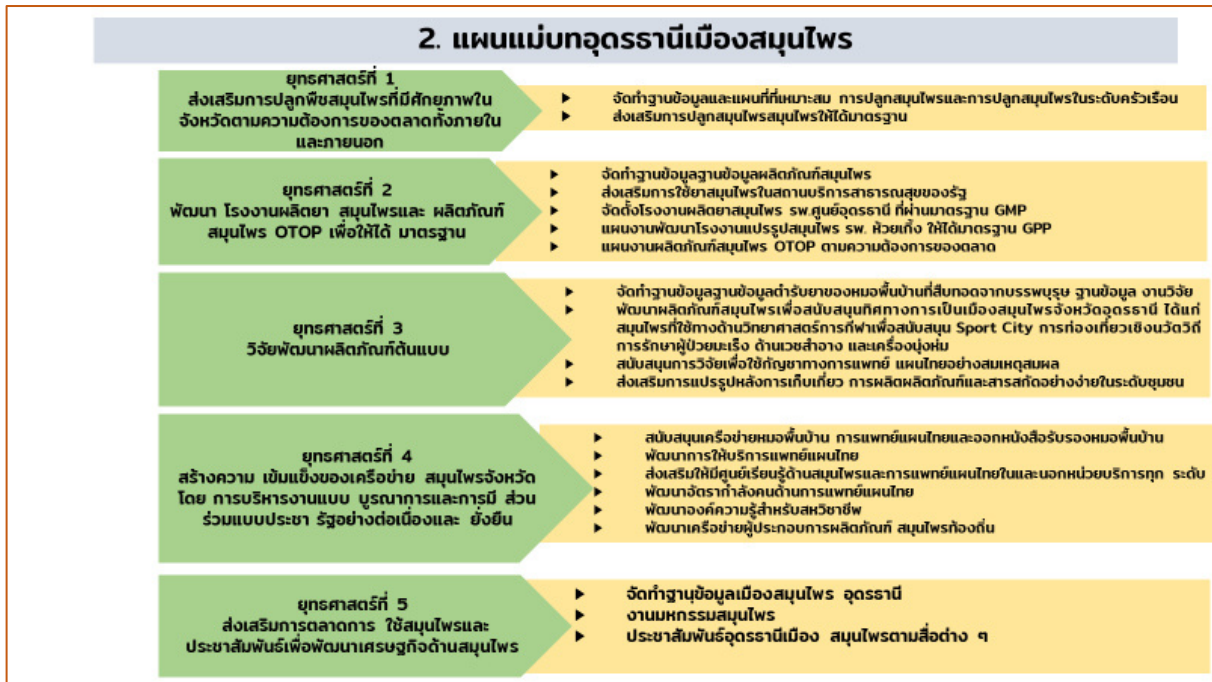 2. แผนแม่บทอุดรธานีเมืองสมุนไพร
ยุทธศาสตร์ที่ 1
ส่งเสริมการปลูกพืชสมุนไพรที่มีศักยภาพใน
จังหวัดตามความต้องการของตลาดทั้งภายใน
และภายนอก
▶ จัดทำฐานข้อมูลและแผนที่ที่เหมาะสม การปลูกสมุนไพรและการปลูกสมุนไพรในระดับครัวเรือน
▶ ส่งเสริมการปลูกสมุนไพรสมุนไพรให้ได้มาตรฐาน
ยุทธศาสตร์ที่ 2
พัฒนา โรงงานผลิตยา สมุนไพรและ ผลิตภัณฑ์
สมุนไพร OTOP เพื่อให้ได้ มาตรฐาน
▶ จัดทำฐานข้อมูลฐานข้อมูลผลิตภัณฑ์สมุนไพร
▶ ส่งเสริมการใช้ยาสมุนไพรในสถานบริการสาธารณสุขของรัฐ
▶ จัดตั้งโรงงานผลิตยาสมุนไพร รพ.ศูนย์อุดรธานี ที่ผ่านมาตรฐาน GMP
▶ แผนงานพัฒนาโรงงานแปรรูปสมุนไพร รพ. ห้วยเกิ้ง ให้ได้มาตรฐาน GPP
▶ แผนงานผลิตภัณฑ์สมุนไพร OTOP ตามความต้องการของตลาด
ยุทธศาสตร์ที่ 3
วิจัยพัฒนาผลิตภัณฑ์ต้นแบบ
▶ จัดทำฐานข้อมูลฐานข้อมูลตำรับยาของหมอพื้นบ้านที่สืบทอดจากบรรพบุรุษ ฐานข้อมูล งานวิจัย
▶ พัฒนาผลิตภัณฑ์สมุนไพรเพื่อสนับสนุนทิศทางการเป็นเมืองสมุนไพรจังหวัดอุดรธานี ได้แก่
สมุนไพรที่ใช้ทางด้านวิทยาศาสตร์การกีฬาเพื่อสนับสนุน Sport City การท่องเที่ยวเชิงนวัตวิถี
การรักษาผู้ป่วยมะเร็ง ด้านเวชสำอาง และเครื่องนุ่งห่ม
▶ สนับสนุนการวิจัยเพื่อใช้กัญชาทางการแพทย์ แผนไทยอย่างสมเหตุสมผล
▶ ส่งเสริมการแปรรูปหลังการเก็บเกี่ยว การผลิตผลิตภัณฑ์และสารสกัดอย่างง่ายในระดับชุมชน
ยุทธศาสตร์ที่ 4
สร้างความ เข้มแข็งของเครือข่าย สมุนไพรจังหวัด
โดย การบริหารงานแบบ บูรณาการและการมี ส่วน
ร่วมแบบประชา รัฐอย่างต่อเนื่องและ ยั่งยืน
▶ สนับสนุนเครือข่ายหมอพื้นบ้าน การแพทย์แผนไทยและออกหนังสือรับรองหมอพื้นบ้าน
▶ พัฒนาการให้บริการแพทย์แผนไทย
▶ ส่งเสริมให้มีศูนย์เรียนรู้ด้านสมุนไพรและการแพทย์แผนไทยในและนอกหน่วยบริการทุก ระดับ
▶ พัฒนาอัตรากำลังคนด้านการแพทย์แผนไทย
▶ พัฒนาองค์ความรู้สำหรับสหวิชาชีพ
▶ พัฒนาเครือข่ายผู้ประกอบการผลิตภัณฑ์ สมุนไพรท้องถิ่น
ยุทธศาสตร์ที่ 5
ส่งเสริมการตลาดการ ใช้สมุนไพรและ
ประชาสัมพันธ์เพื่อพัฒนาเศรษฐกิจด้านสมุนไพร
▶ จัดทำฐานข้อมูลเมืองสมุนไพร อุดรธานี
▶ งานมหกรรมสมุนไพร
▶ ประชาสัมพันธ์อุดรธานีเมือง สมุนไพรตามสื่อต่าง ๆ